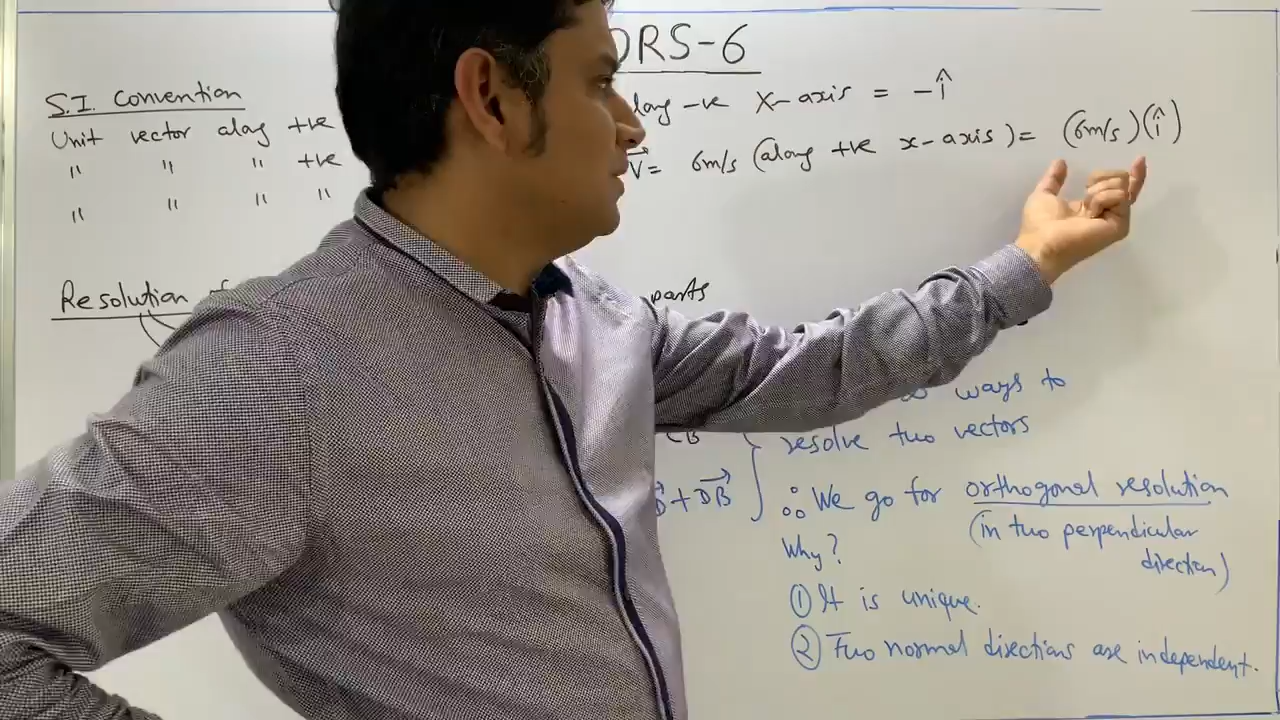 ORS-6
S.I. Convention
Unit vector along +ve
" " " +ve
" " " "
along -ve X-axis = -î
V⃗ = 6m/s (along +ve x-axis) = (6m/s)(î)
Resolution of parts
ways to
resolve two vectors
CB
+ DB⃗
∴ We go for orthogonal resolution
(in two perpendicular
direction)
Why?
① It is unique.
② Two normal directions are independent.